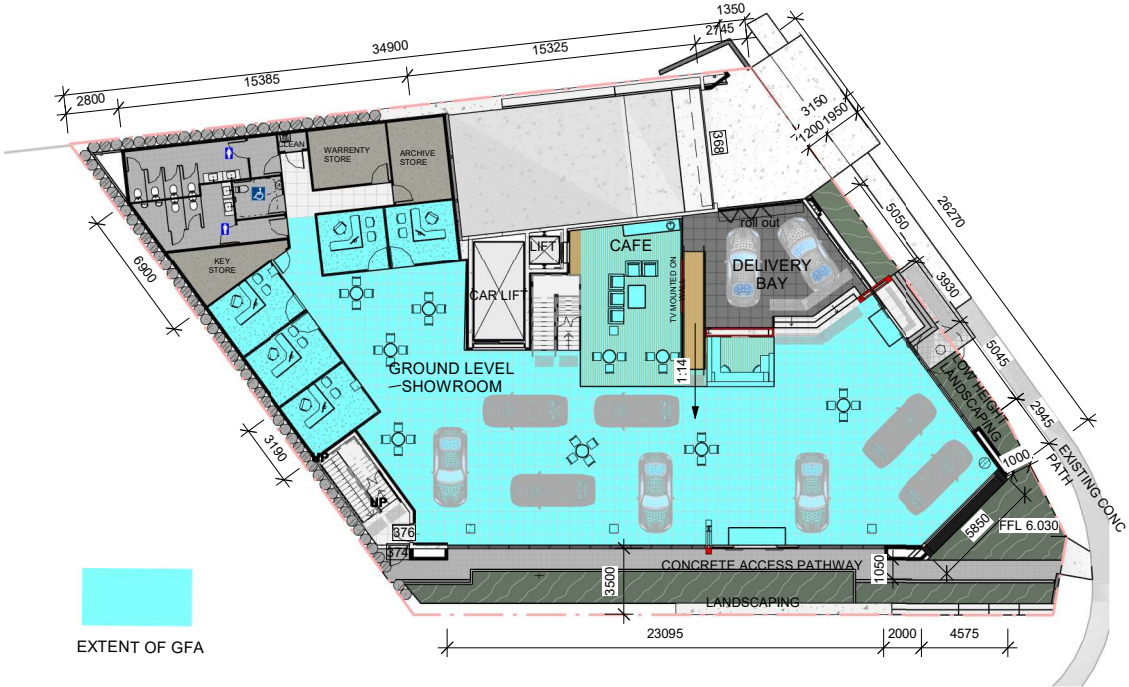 1350
2745
34900
15325
15385
2800
3150
1200
1950
398
CLEAN
WARRENTY
STORE
ARCHIVE
STORE
26270
5050
roll out
LIFT
CAFE
DELIVERY
BAY
KEY
STORE
6900
CAR LIFT
TV MOUNTED ON
WALL
3930
5045
GROUND LEVEL
SHOWROOM
1:14
LOW HEIGHT
LANDSCAPING
2945
3190
UP
UP
1000
EXISTING CONC
PATH
376
374
5850
FFL 6.030
CONCRETE ACCESS PATHWAY
1050
3500
LANDSCAPING
23095
2000
4575
EXTENT OF GFA